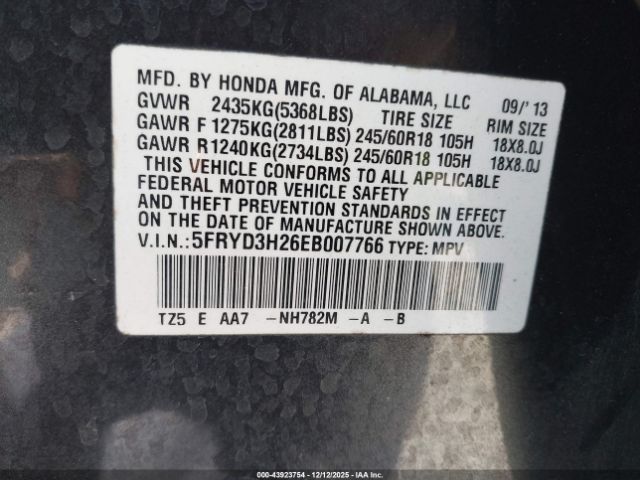 MFD. BY HONDA MFG. OF ALABAMA, LLC 09/'13
GVWR 2435KG(5368LBS) TIRE SIZE RIM SIZE
GAWR F 1275KG(2811LBS) 245/60R18 105H 18X8.0J
GAWR R1240KG(2734LBS) 245/60R18 105H 18X8.0J
THIS VEHICLE CONFORMS TO ALL APPLICABLE
FEDERAL MOTOR VEHICLE SAFETY
AND THEFT PREVENTION STANDARDS IN EFFECT
ON THE DATE OF MANUFACTURE SHOWN ABOVE.
V.I.N.:5FRYD3H26EB007766 TYPE: MPV
TZ5 E AA7 -NH782M -A -B
000-43923754 - 12/12/2025 - IAAI.COM